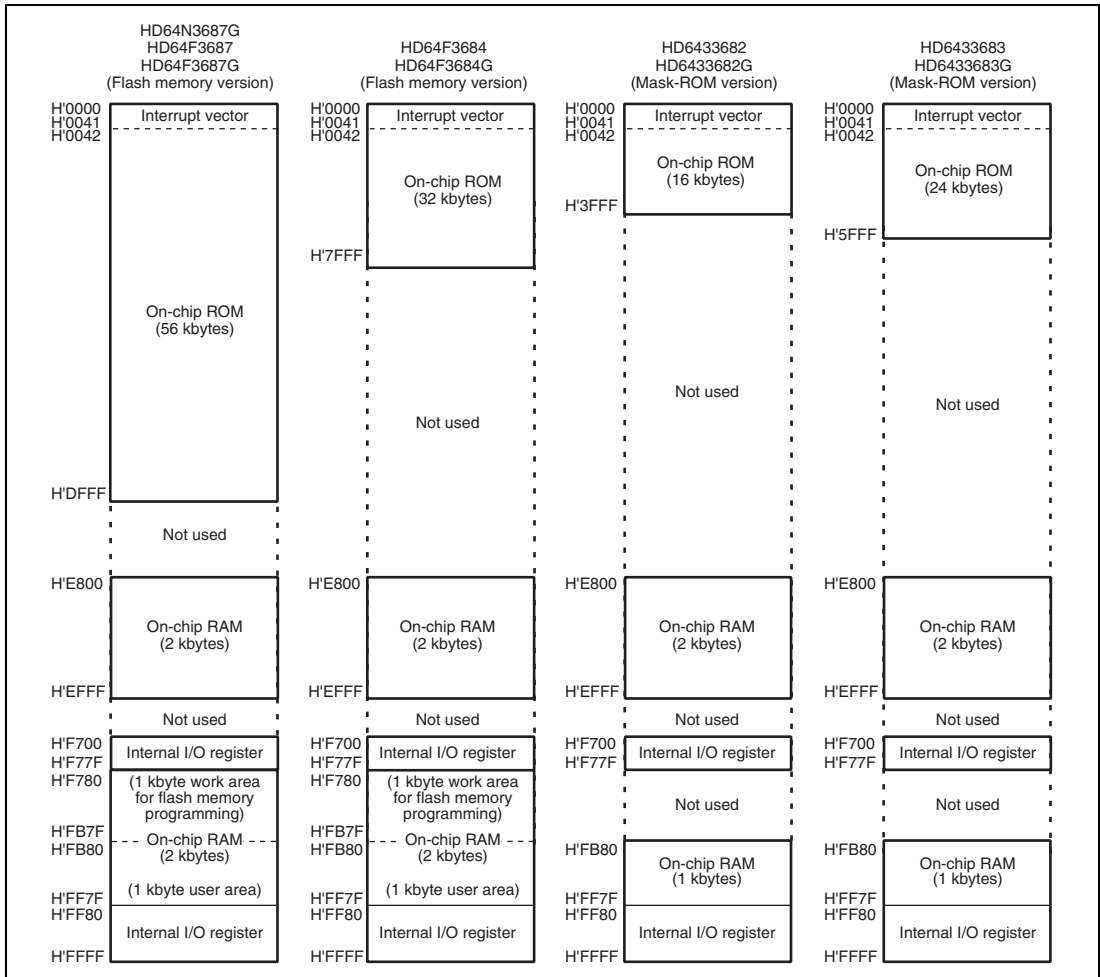 HD64N3687G
HD64F3687
HD64F3687G
(Flash memory version)
H'0000
H'0041
H'0042
Interrupt vector
On-chip ROM
(56 kbytes)
H'DFFF
Not used
H'E800
On-chip RAM
(2 kbytes)
H'EFFF
Not used
H'F700
H'F77F
Internal I/O register
H'F780
(1 kbyte work area
for flash memory
programming)
H'FB7F
H'FB80
On-chip RAM
(2 kbytes)
(1 kbyte user area)
H'FF7F
H'FF80
Internal I/O register
H'FFFF
HD64F3684
HD64F3684G
(Flash memory version)
H'0000
H'0041
H'0042
Interrupt vector
On-chip ROM
(32 kbytes)
H'7FFF
Not used
H'E800
On-chip RAM
(2 kbytes)
H'EFFF
Not used
H'F700
H'F77F
Internal I/O register
H'F780
(1 kbyte work area
for flash memory
programming)
H'FB7F
H'FB80
On-chip RAM
(2 kbytes)
(1 kbyte user area)
H'FF7F
H'FF80
Internal I/O register
H'FFFF
HD6433682
HD6433682G
(Mask-ROM version)
H'0000
H'0041
H'0042
Interrupt vector
On-chip ROM
(16 kbytes)
H'3FFF
Not used
H'E800
On-chip RAM
(2 kbytes)
H'EFFF
Not used
H'F700
H'F77F
Internal I/O register
Not used
H'FB80
On-chip RAM
(1 kbytes)
H'FF7F
H'FF80
Internal I/O register
H'FFFF
HD6433683
HD6433683G
(Mask-ROM version)
H'0000
H'0041
H'0042
Interrupt vector
On-chip ROM
(24 kbytes)
H'5FFF
Not used
H'E800
On-chip RAM
(2 kbytes)
H'EFFF
Not used
H'F700
H'F77F
Internal I/O register
Not used
H'FB80
On-chip RAM
(1 kbytes)
H'FF7F
H'FF80
Internal I/O register
H'FFFF